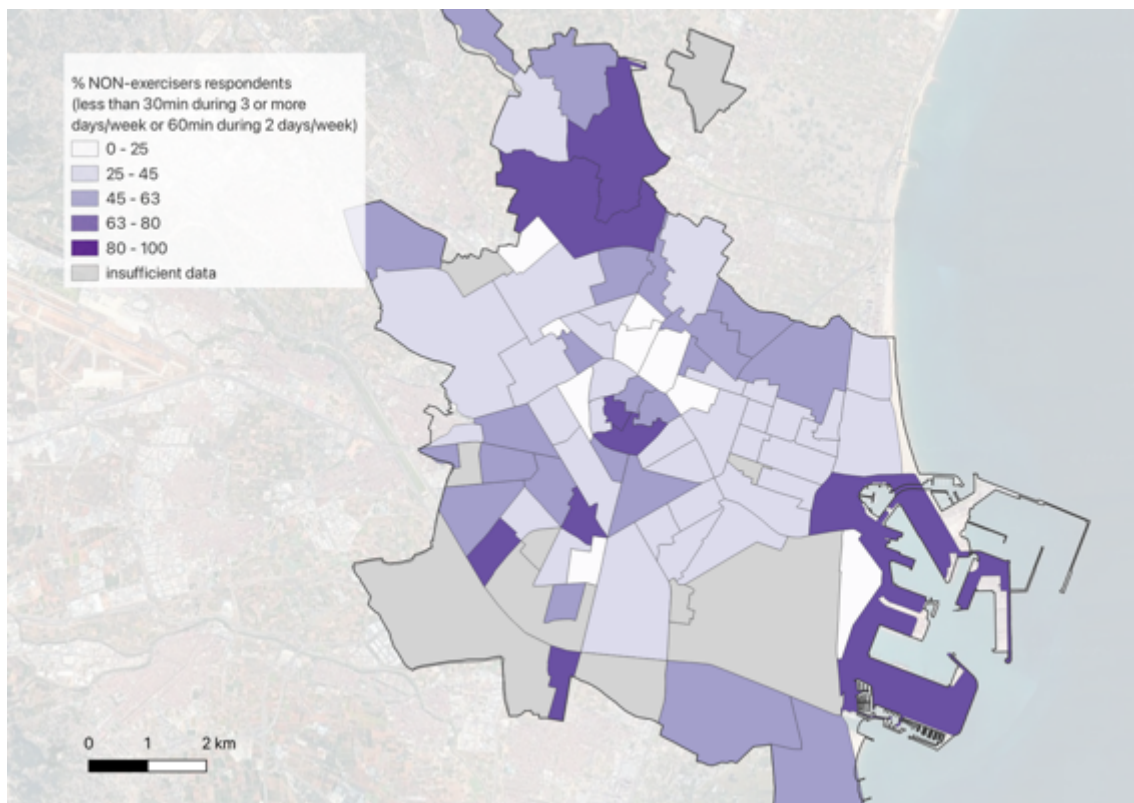 % NON-exercisers respondents
(less than 30min during 3 or more
days/week or 60min during 2 days/week)
0 - 25
25 - 45
45 - 63
63 - 80
80 - 100
insufficient data
0 1 2 km